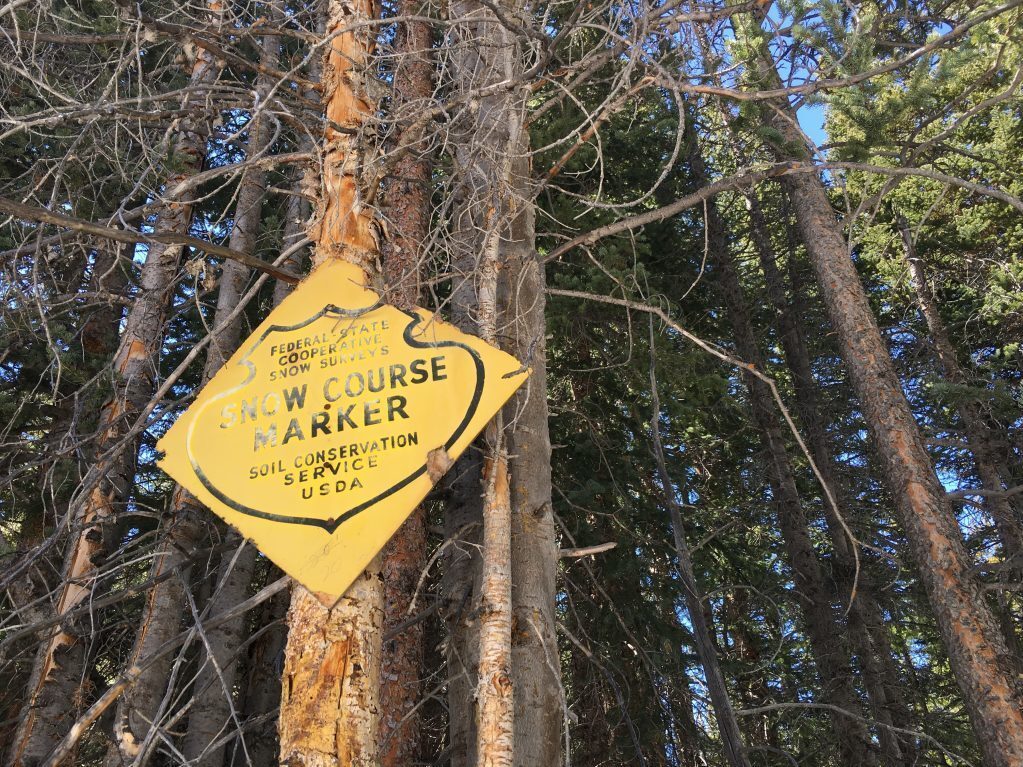 FEDERAL-STATE
COOPERATIVE
SNOW SURVEYS
SNOW COURSE
MARKER
SOIL CONSERVATION
SERVICE
USDA